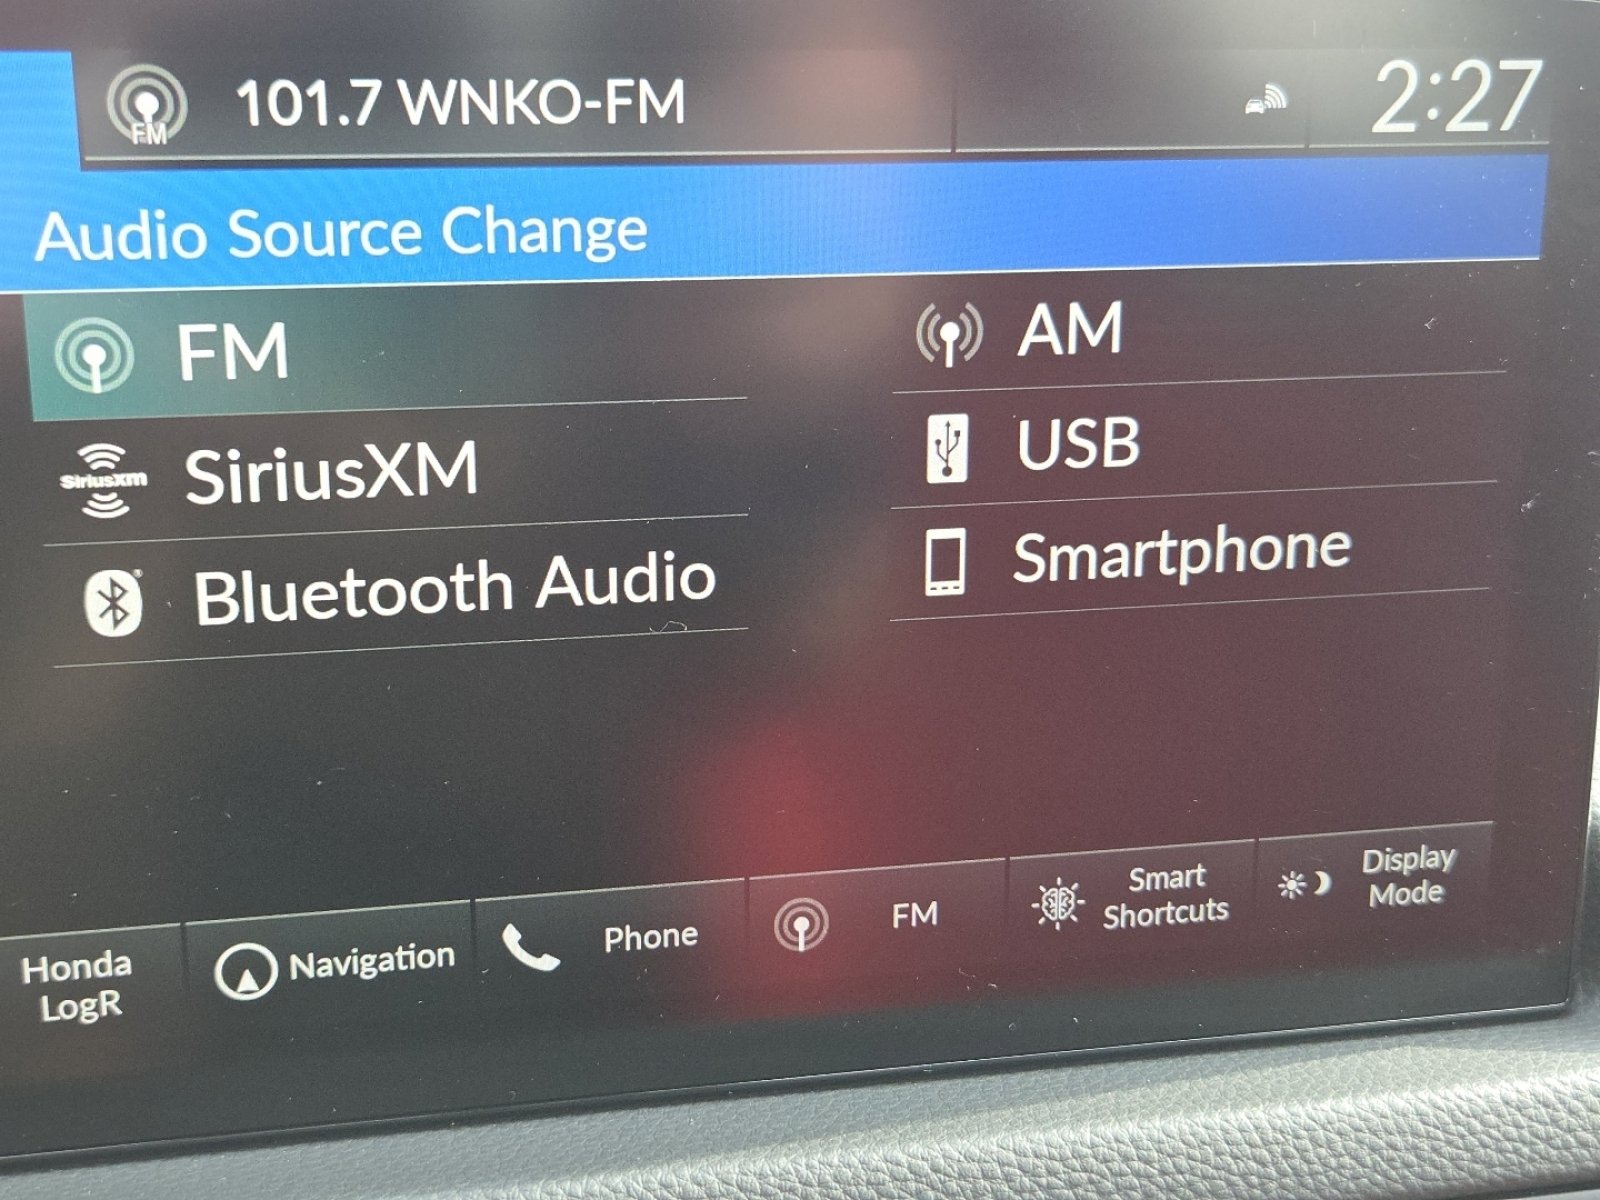 101.7 WNKO-FM
FM
2:27
Audio Source Change
FM
AM
SiriusXM
SiriusXM
USB
Bluetooth Audio
Smartphone
Honda
LogR
Navigation
Phone
FM
Smart
Shortcuts
Display
Mode